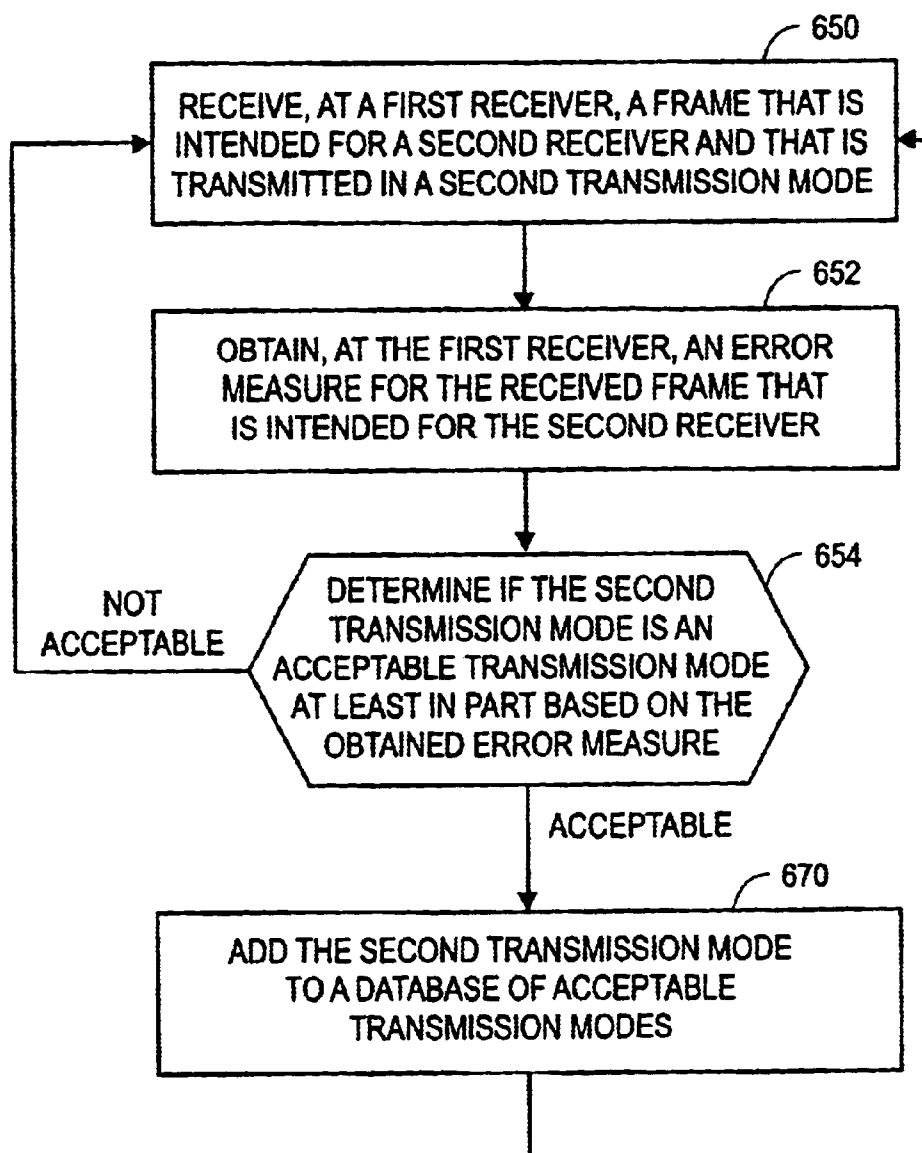 650
RECEIVE, AT A FIRST RECEIVER, A FRAME THAT IS
INTENDED FOR A SECOND RECEIVER AND THAT IS
TRANSMITTED IN A SECOND TRANSMISSION MODE
652
OBTAIN, AT THE FIRST RECEIVER, AN ERROR
MEASURE FOR THE RECEIVED FRAME THAT
IS INTENDED FOR THE SECOND RECEIVER
654
DETERMINE IF THE SECOND
TRANSMISSION MODE IS AN
ACCEPTABLE TRANSMISSION MODE
AT LEAST IN PART BASED ON THE
OBTAINED ERROR MEASURE
NOT
ACCEPTABLE
ACCEPTABLE
670
ADD THE SECOND TRANSMISSION MODE
TO A DATABASE OF ACCEPTABLE
TRANSMISSION MODES